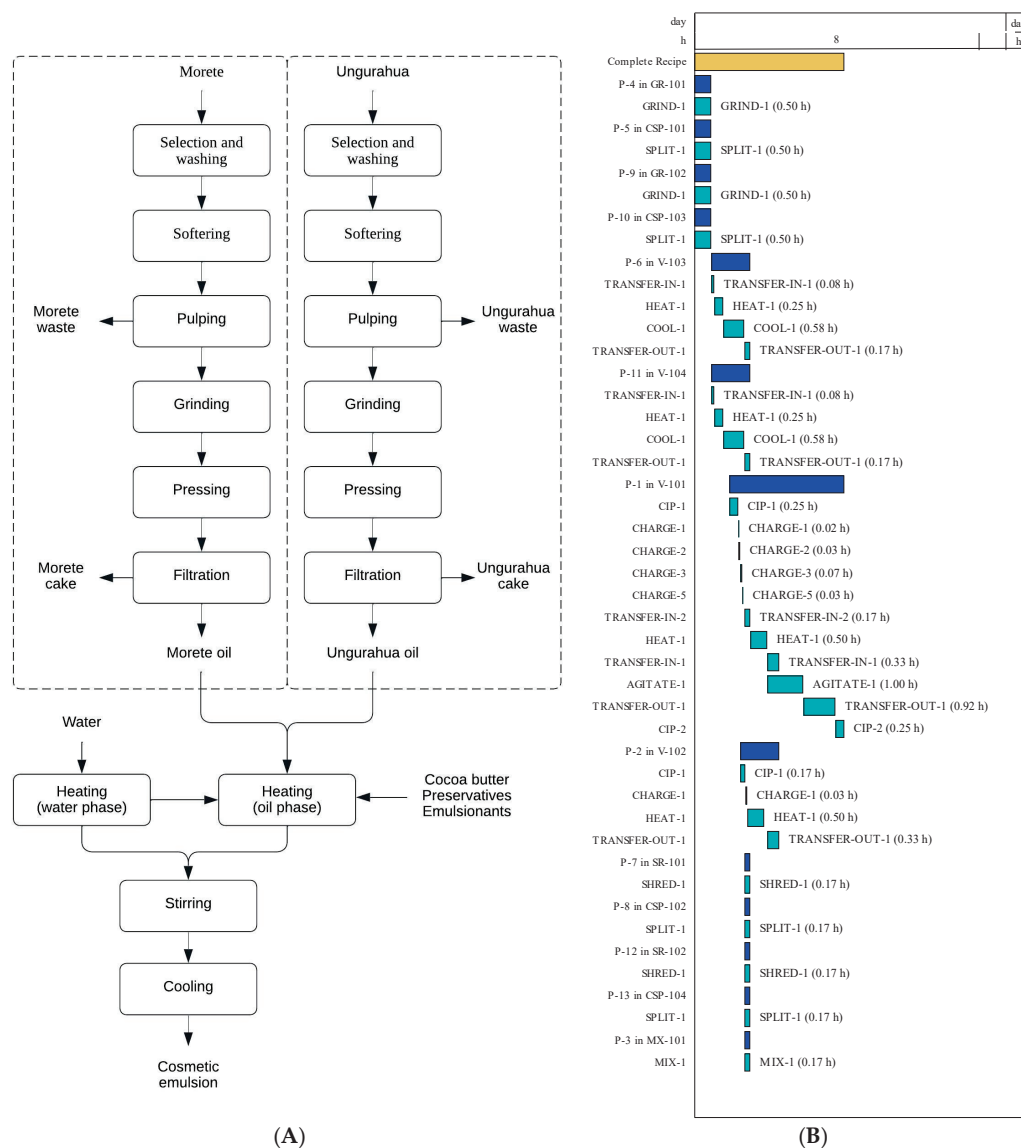 Morete
Ungurahua
Selection and
washing
Selection and
washing
Softering
Softering
Morete
waste
Pulping
Pulping
Ungurahua
waste
Grinding
Grinding
Pressing
Pressing
Morete
cake
Filtration
Filtration
Ungurahua
cake
Morete oil
Ungurahua oil
Water
Heating
(water phase)
Heating
(oil phase)
Cocoa butter
Preservatives
Emulsionants
Stirring
Cooling
Cosmetic
emulsion
(A)
day
h 8
Complete Recipe
P-4 in GR-101
GRIND-1 GRIND-1 (0.50 h)
P-5 in CSP-101
SPLIT-1 SPLIT-1 (0.50 h)
P-9 in GR-102
GRIND-1 GRIND-1 (0.50 h)
P-10 in CSP-103
SPLIT-1 SPLIT-1 (0.50 h)
P-6 in V-103
TRANSFER-IN-1 TRANSFER-IN-1 (0.08 h)
HEAT-1 HEAT-1 (0.25 h)
COOL-1 COOL-1 (0.58 h)
TRANSFER-OUT-1 TRANSFER-OUT-1 (0.17 h)
P-11 in V-104
TRANSFER-IN-1 TRANSFER-IN-1 (0.08 h)
HEAT-1 HEAT-1 (0.25 h)
COOL-1 COOL-1 (0.58 h)
TRANSFER-OUT-1 TRANSFER-OUT-1 (0.17 h)
P-1 in V-101
CIP-1 CIP-1 (0.25 h)
CHARGE-1 CHARGE-1 (0.02 h)
CHARGE-2 CHARGE-2 (0.03 h)
CHARGE-3 CHARGE-3 (0.07 h)
CHARGE-5 CHARGE-5 (0.03 h)
TRANSFER-IN-2 TRANSFER-IN-2 (0.17 h)
HEAT-1 HEAT-1 (0.50 h)
TRANSFER-IN-1 TRANSFER-IN-1 (0.33 h)
AGITATE-1 AGITATE-1 (1.00 h)
TRANSFER-OUT-1 TRANSFER-OUT-1 (0.92 h)
CIP-2 CIP-2 (0.25 h)
P-2 in V-102
CIP-1 CIP-1 (0.17 h)
CHARGE-1 CHARGE-1 (0.03 h)
HEAT-1 HEAT-1 (0.50 h)
TRANSFER-OUT-1 TRANSFER-OUT-1 (0.33 h)
P-7 in SR-101
SHRED-1 SHRED-1 (0.17 h)
P-8 in CSP-102
SPLIT-1 SPLIT-1 (0.17 h)
P-12 in SR-102
SHRED-1 SHRED-1 (0.17 h)
P-13 in CSP-104
SPLIT-1 SPLIT-1 (0.17 h)
P-3 in MX-101
MIX-1 MIX-1 (0.17 h)
(B)